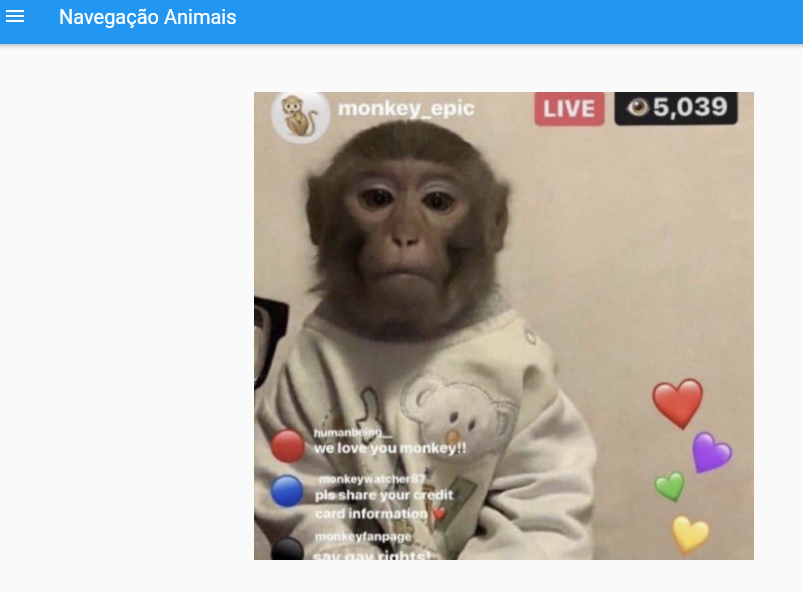 Navegação Animais
monkey_epic
LIVE
5,039
humanbeing__
we love you monkey!!
monkeywatcher87
pls share your credit
card information
monkeyfanpage
say gay rights!